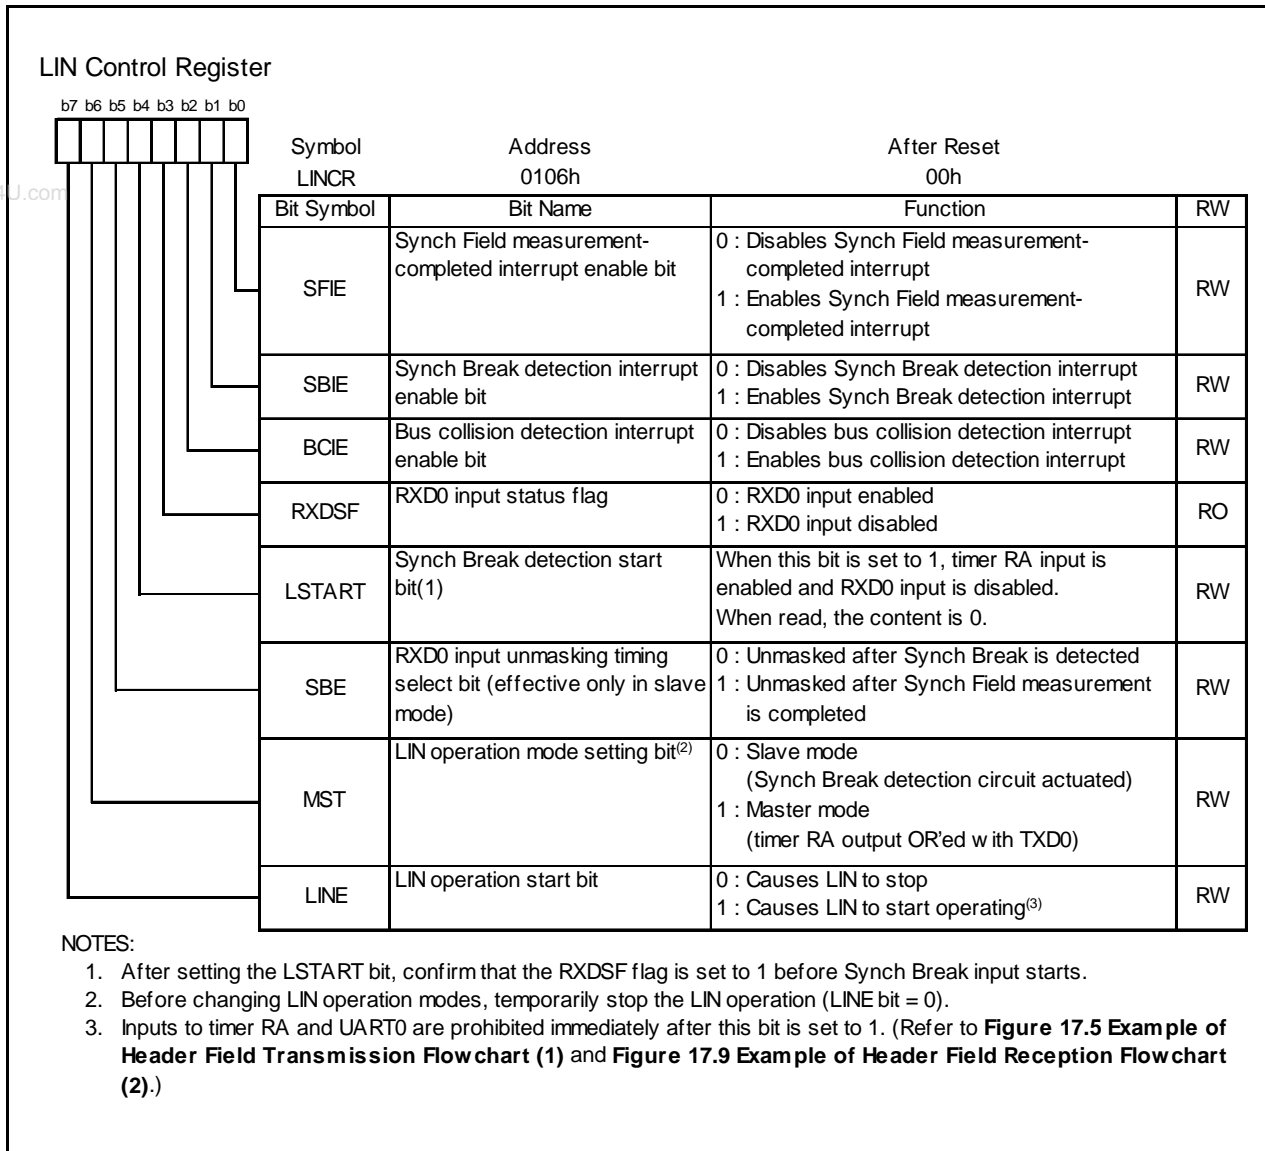 LIN Control Register
b7 b6 b5 b4 b3 b2 b1 b0
Symbol Address After Reset
LINCR 0106h 00h
4U.com
Bit Symbol Bit Name Function RW
SFIE Synch Field measurement- 0 : Disables Synch Field measurement- RW
completed interrupt enable bit completed interrupt
1 : Enables Synch Field measurement-
completed interrupt
SBIE Synch Break detection interrupt 0 : Disables Synch Break detection interrupt RW
enable bit 1 : Enables Synch Break detection interrupt
BCIE Bus collision detection interrupt 0 : Disables bus collision detection interrupt RW
enable bit 1 : Enables bus collision detection interrupt
RXDSF RXD0 input status flag 0 : RXD0 input enabled RO
1 : RXD0 input disabled
LSTART Synch Break detection start When this bit is set to 1, timer RA input is RW
bit(1) enabled and RXD0 input is disabled.
When read, the content is 0.
SBE RXD0 input unmasking timing 0 : Unmasked after Synch Break is detected RW
select bit (effective only in slave 1 : Unmasked after Synch Field measurement
mode) is completed
MST LIN operation mode setting bit(2) 0 : Slave mode RW
(Synch Break detection circuit actuated)
1 : Master mode
(timer RA output OR'ed with TXD0)
LINE LIN operation start bit 0 : Causes LIN to stop RW
1 : Causes LIN to start operating(3)
NOTES:
1. After setting the LSTART bit, confirm that the RXDSF flag is set to 1 before Synch Break input starts.
2. Before changing LIN operation modes, temporarily stop the LIN operation (LINE bit = 0).
3. Inputs to timer RA and UART0 are prohibited immediately after this bit is set to 1. (Refer to Figure 17.5 Example of
Header Field Transmission Flowchart (1) and Figure 17.9 Example of Header Field Reception Flowchart
(2).)